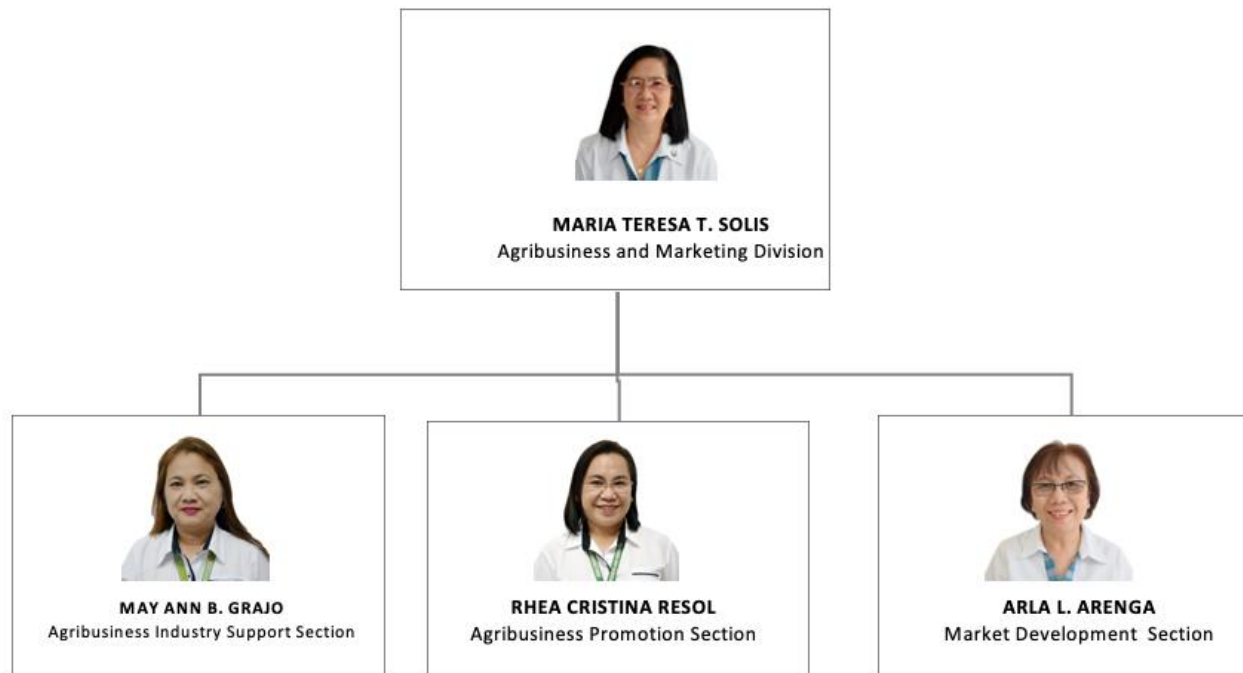 MARIA TERESA T. SOLIS
Agribusiness and Marketing Division
MAY ANN B. GRAJO
Agribusiness Industry Support Section
RHEA CRISTINA RESOL
Agribusiness Promotion Section
ARLA L. ARENGA
Market Development Section